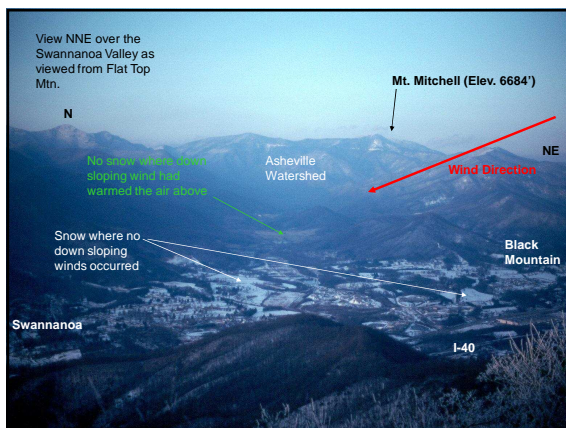 View NNE over the
Swannanoa Valley as
viewed from Flat Top
Mtn.
Mt. Mitchell (Elev. 6684’)
N
NE
No snow where down
sloping wind had
warmed the air above
Asheville
Watershed
Wind Direction
Snow where no
down sloping
winds occurred
Black
Mountain
Swannanoa
I-40